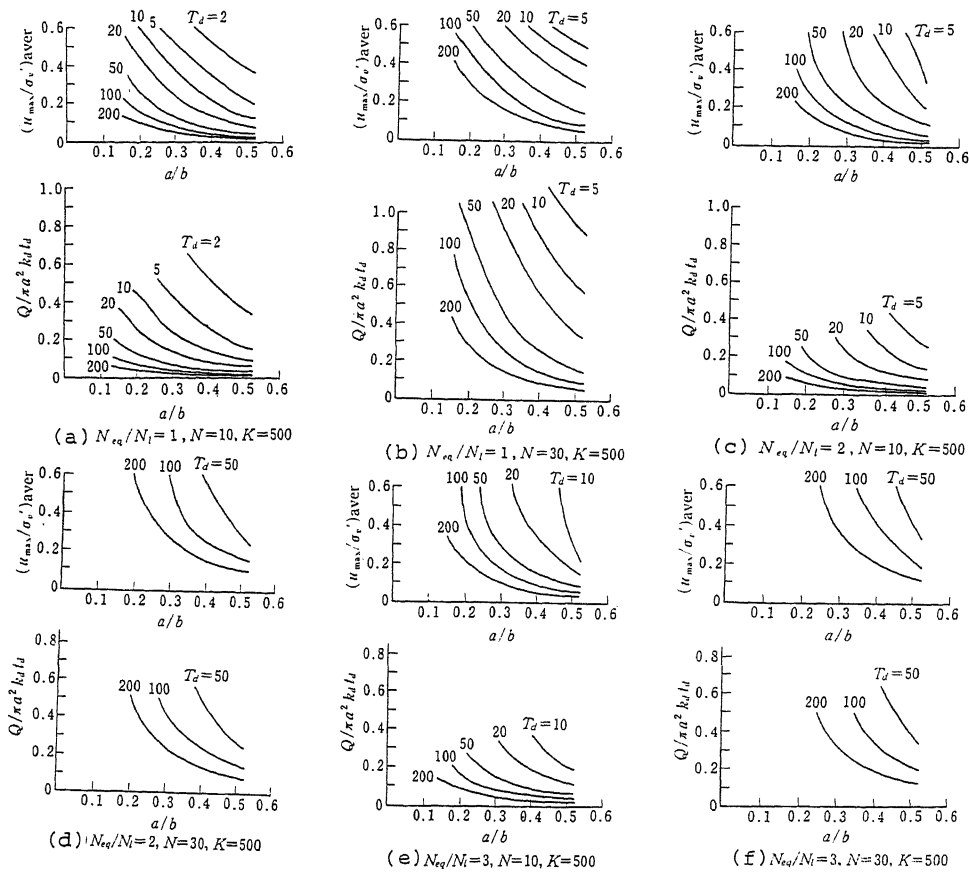 (u_max/σ_v')aver
0.6
0.4
0.2
0
10 5 T_d=2
20
50
100
200
0.1 0.2 0.3 0.4 0.5 0.6
a/b
Q/πa² k_d t_d
1.0
0.8
0.6
0.4
0.2
0
T_d=2
5
10
20
50
100
200
0.1 0.2 0.3 0.4 0.5 0.6
a/b
(a) N_eq/N_l=1, N=10, K=500
(u_max/σ_v')aver
0.6
0.4
0.2
0
100 50 20 10 T_d=5
200
0.1 0.2 0.3 0.4 0.5 0.6
a/b
Q/πa² k_d t_d
1.0
0.8
0.6
0.4
0.2
0
50 20 10 T_d=5
100
200
0.1 0.2 0.3 0.4 0.5 0.6
a/b
(b) N_eq/N_l=1, N=30, K=500
(u_max/σ_v')aver
0.6
0.4
0.2
0
50 20 10 T_d=5
100
200
0.1 0.2 0.3 0.4 0.5 0.6
a/b
Q/πa² k_d t_d
1.0
0.8
0.6
0.4
0.2
0
T_d=5
10
20
50
100
200
0.1 0.2 0.3 0.4 0.5 0.6
a/b
(c) N_eq/N_l=2, N=10, K=500
(u_max/σ_v')aver
0.6
0.4
0.2
0
200 100 T_d=50
0.1 0.2 0.3 0.4 0.5 0.6
a/b
Q/πa² k_d t_d
0.8
0.6
0.4
0.2
0
200 100 T_d=50
0.1 0.2 0.3 0.4 0.5 0.6
a/b
(d) N_eq/N_l=2, N=30, K=500
(u_max/σ_v')aver
0.6
0.4
0.2
0
100 50 20 T_d=10
200
0.1 0.2 0.3 0.4 0.5 0.6
a/b
Q/πa² k_d t_d
0.8
0.6
0.4
0.2
0
T_d=10
20
50
100
200
0.1 0.2 0.3 0.4 0.5 0.6
a/b
(e) N_eq/N_l=3, N=10, K=500
(u_max/σ_v')aver
0.6
0.4
0.2
0
200 100 T_d=50
0.1 0.2 0.3 0.4 0.5 0.6
a/b
Q/πa² k_d t_d
0.8
0.6
0.4
0.2
0
200 100 T_d=50
0.1 0.2 0.3 0.4 0.5 0.6
a/b
(f) N_eq/N_l=3, N=30, K=500